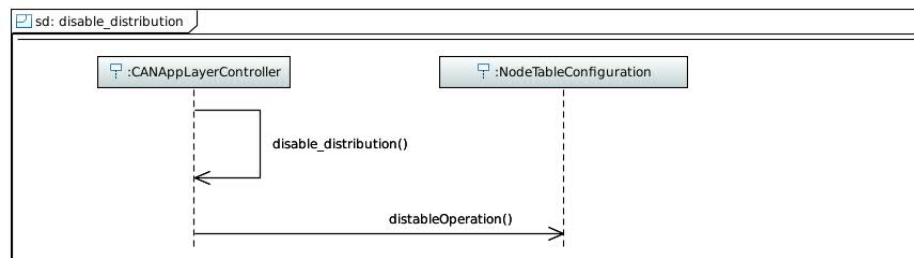 sd: disable_distribution
:CANAppLayerController
:NodeTableConfiguration
disable_distribution()
distableOperation()